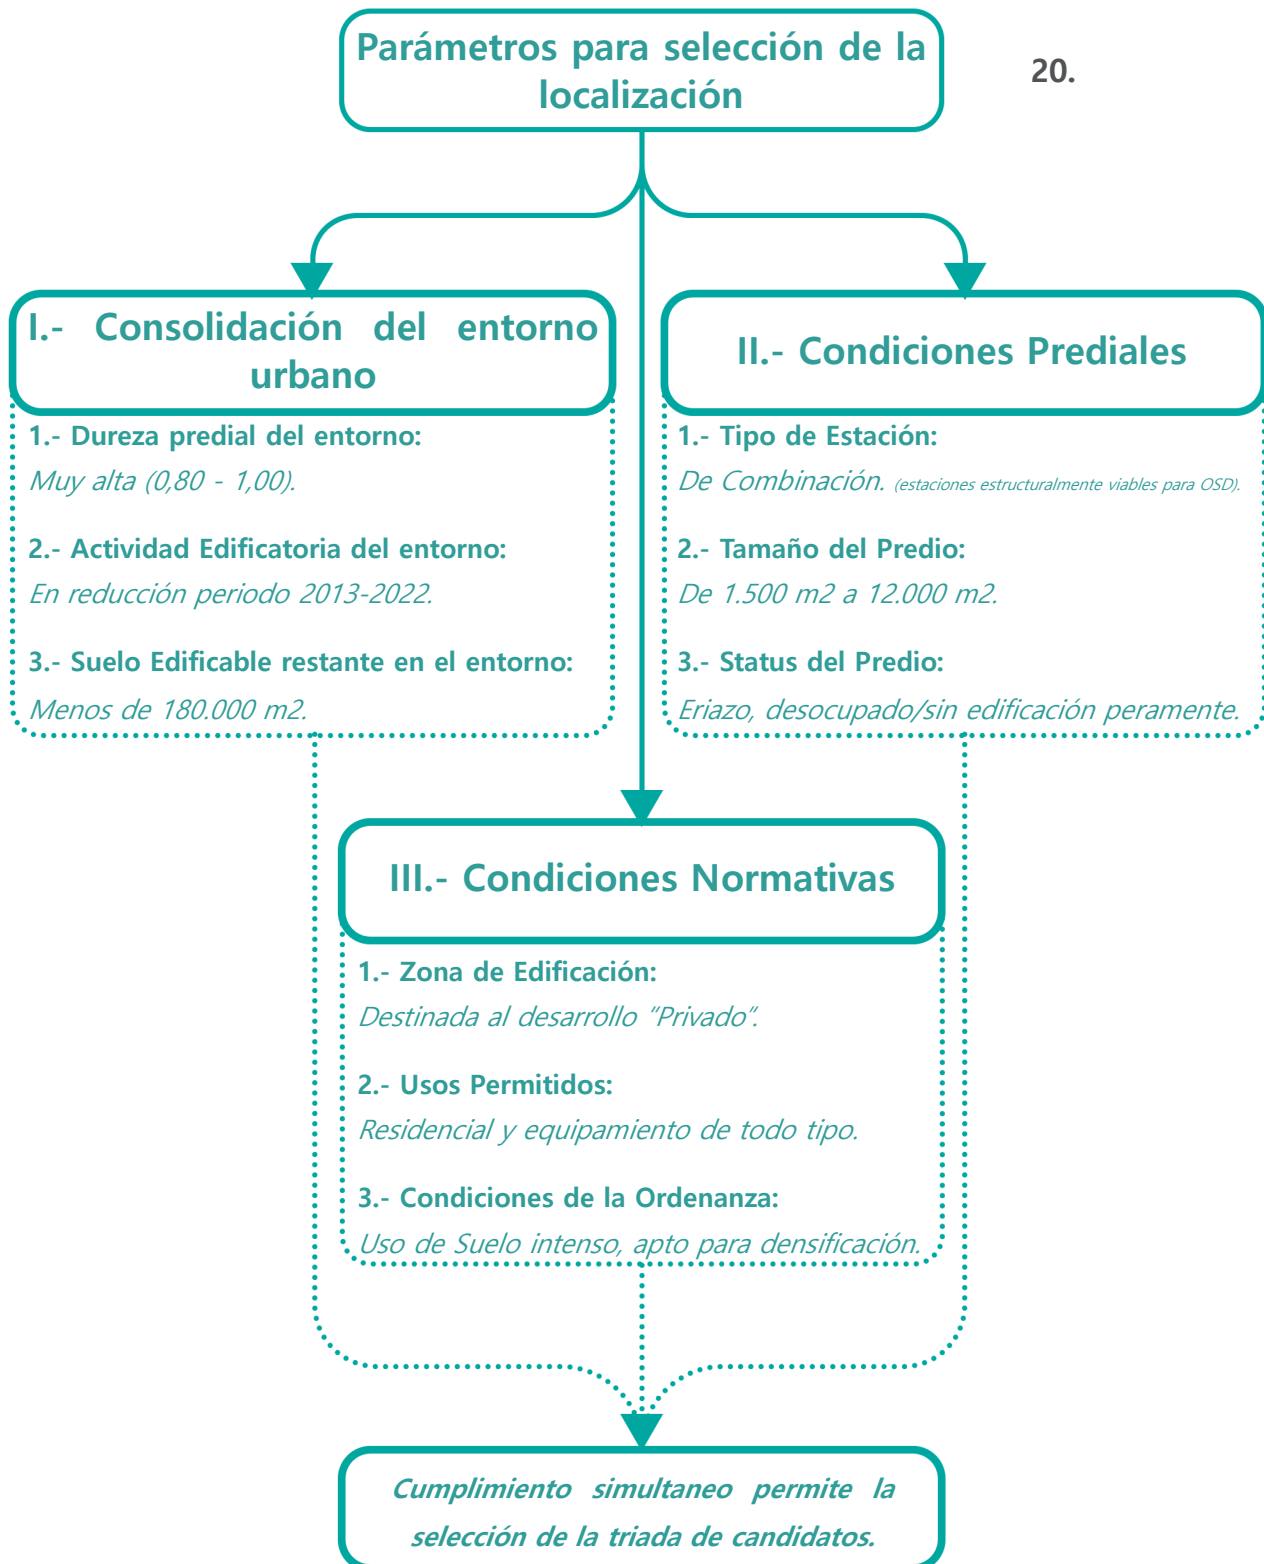 Parámetros para selección de la
localización
20.
I.- Consolidación del entorno
urbano
1.- Dureza predial del entorno:
Muy alta (0,80 - 1,00).
2.- Actividad Edificatoria del entorno:
En reducción periodo 2013-2022.
3.- Suelo Edificable restante en el entorno:
Menos de 180.000 m2.
II.- Condiciones Prediales
1.- Tipo de Estación:
De Combinación. (estaciones estructuralmente viables para OSD).
2.- Tamaño del Predio:
De 1.500 m2 a 12.000 m2.
3.- Status del Predio:
Eriazo, desocupado/sin edificación peramente.
III.- Condiciones Normativas
1.- Zona de Edificación:
Destinada al desarrollo “Privado”.
2.- Usos Permitidos:
Residencial y equipamiento de todo tipo.
3.- Condiciones de la Ordenanza:
Uso de Suelo intenso, apto para densificación.
Cumplimiento simultaneo permite la
selección de la triada de candidatos.